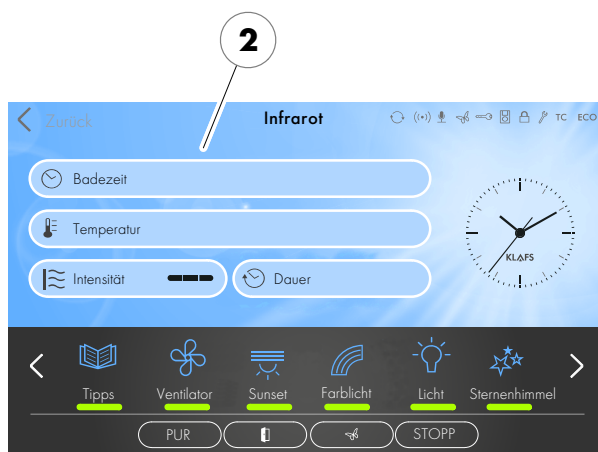 2
Zurück
Infrarot
TC ECO
Badezeit
Temperatur
Intensität
Dauer
KLAFS
Tipps Ventilator Sunset Farblicht Licht Sternenhimmel
PUR STOPP